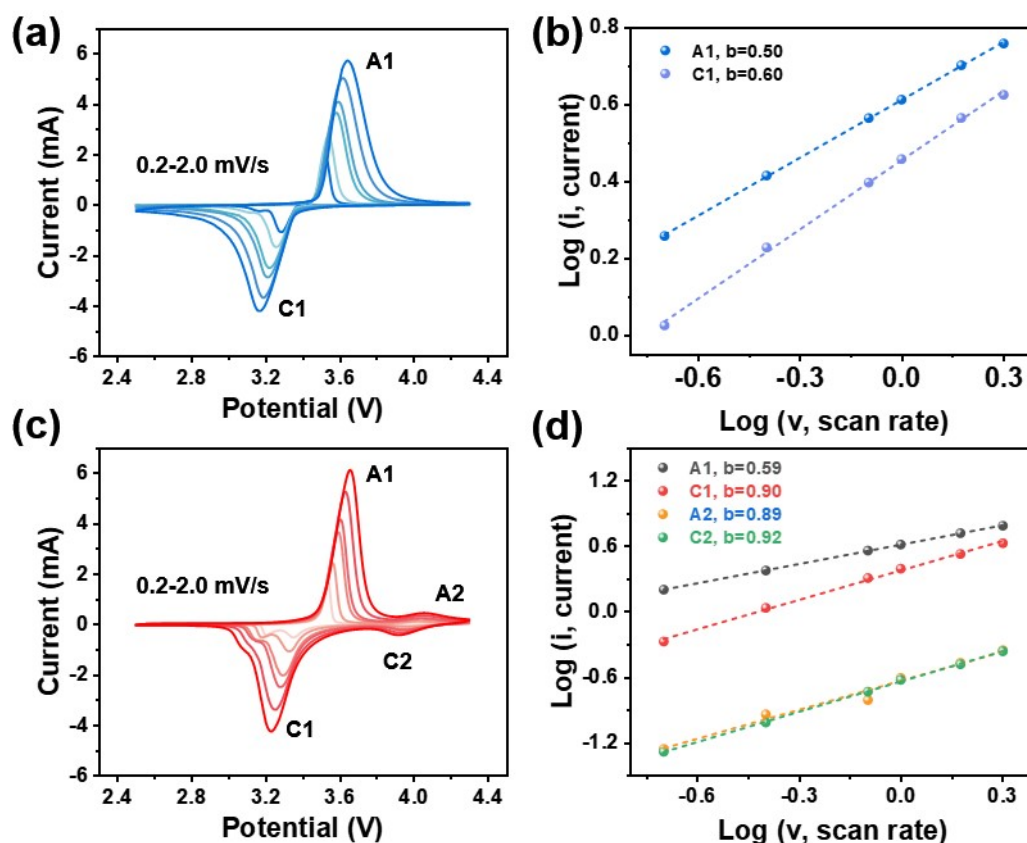 (a)
6
4
2
0
-2
-4
-6
Current (mA)
A1
0.2-2.0 mV/s
C1
2.4 3.2 3.6 4.0 4.4
Potential (V)
(b)
0.8
0.6
0.4
0.2
0.0
Log (i, current)
A1, b=0.50
C1, b=0.60
-0.6 -0.3 0.0 0.3
Log (v, scan rate)
(c)
6
4
2
0
-2
-4
-6
Current (mA)
A1
0.2-2.0 mV/s
A2
C2
C1
2.4 3.2 3.6 4.0 4.4
Potential (V)
(d)
1.2
0.6
0.0
-0.6
-1.2
Log (i, current)
A1, b=0.59
C1, b=0.90
A2, b=0.89
C2, b=0.92
-0.6 -0.3 0.0 0.3
Log (v, scan rate)